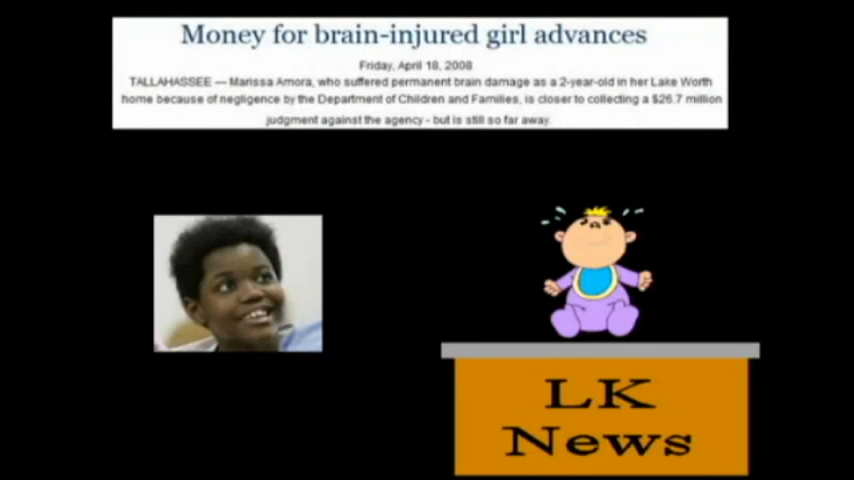 Money for brain-injured girl advances
Friday, April 18, 2008
TALLAHASSEE — Marissa Amora, who suffered permanent brain damage as a 2-year-old in her Lake Worth
home because of negligence by the Department of Children and Families, is closer to collecting a $26.7 million
judgment against the agency - but is still so far away.
LK
News